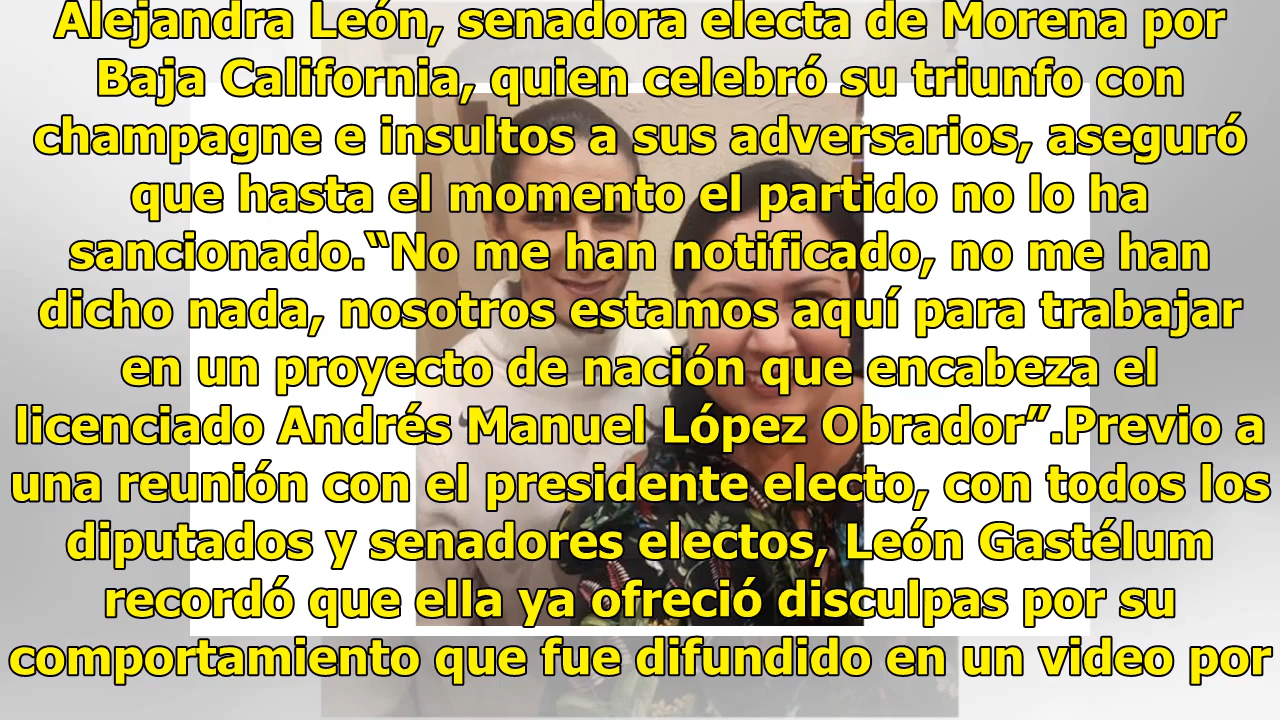 Alejandra León, senadora electa de Morena por
Baja California, quien celebró su triunfo con
champagne e insultos a sus adversarios, aseguró
que hasta el momento el partido no lo ha
sancionado.“No me han notificado, no me han
dicho nada, nosotros estamos aquí para trabajar
en un proyecto de nación que encabeza el
licenciado Andrés Manuel López Obrador”.Previo a
una reunión con el presidente electo, con todos los
diputados y senadores electos, León Gastélum
recordó que ella ya ofreció disculpas por su
comportamiento que fue difundido en un video por